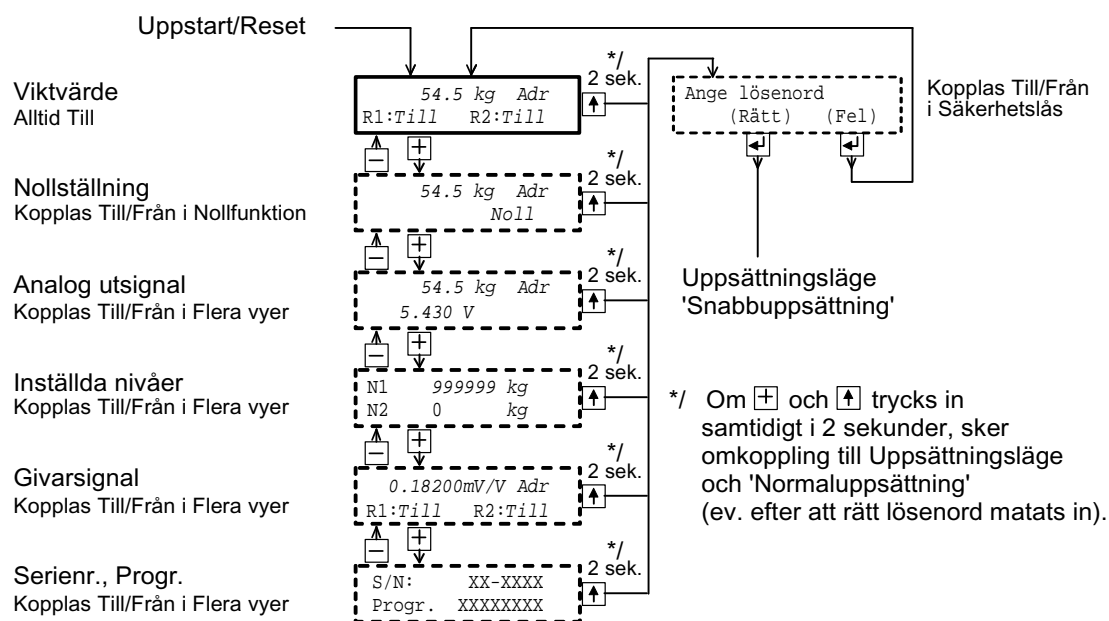 Uppstart/Reset
Viktvärde
Alltid Till
54.5 kg Adr
R1:Till R2:Till
*/
2 sek.
Ange lösenord
(Rätt) (Fel)
Kopplas Till/Från
i Säkerhetslås
Nollställning
Kopplas Till/Från i Nollfunktion
54.5 kg Adr
Noll
*/
2 sek.
Analog utsignal
Kopplas Till/Från i Flera vyer
54.5 kg Adr
5.430 V
*/
2 sek.
Uppsättningsläge
'Snabbuppsättning'
Inställda nivåer
Kopplas Till/Från i Flera vyer
N1 999999 kg
N2 0 kg
*/
2 sek.
*/ Om + och ↑ trycks in
samtidigt i 2 sekunder, sker
omkoppling till Uppsättningsläge
och 'Normaluppsättning'
(ev. efter att rätt lösenord matats in).
Givarsignal
Kopplas Till/Från i Flera vyer
0.18200mV/V Adr
R1:Till R2:Till
*/
2 sek.
Serienr., Progr.
Kopplas Till/Från i Flera vyer
S/N: XX-XXXX
Progr. XXXXXXXX
*/
2 sek.